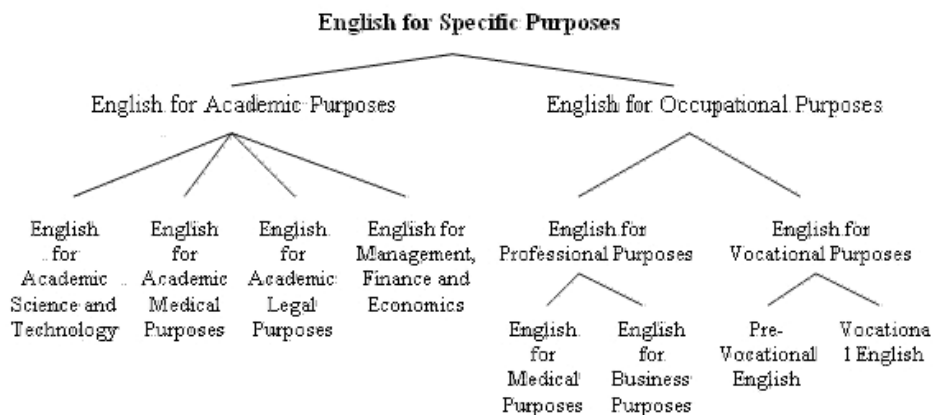 English for Specific Purposes
English for Academic Purposes
English for Occupational Purposes
English
for
Academic
Science and
Technology
English
for
Academic
Medical
Purposes
English
for
Academic
Legal
Purposes
English for
Management,
Finance and
Economics
English for
Professional Purposes
English for
Vocational Purposes
English
for
Medical
Purposes
English
for
Business
Purposes
Pre-
Vocational
English
Vocationa
l English